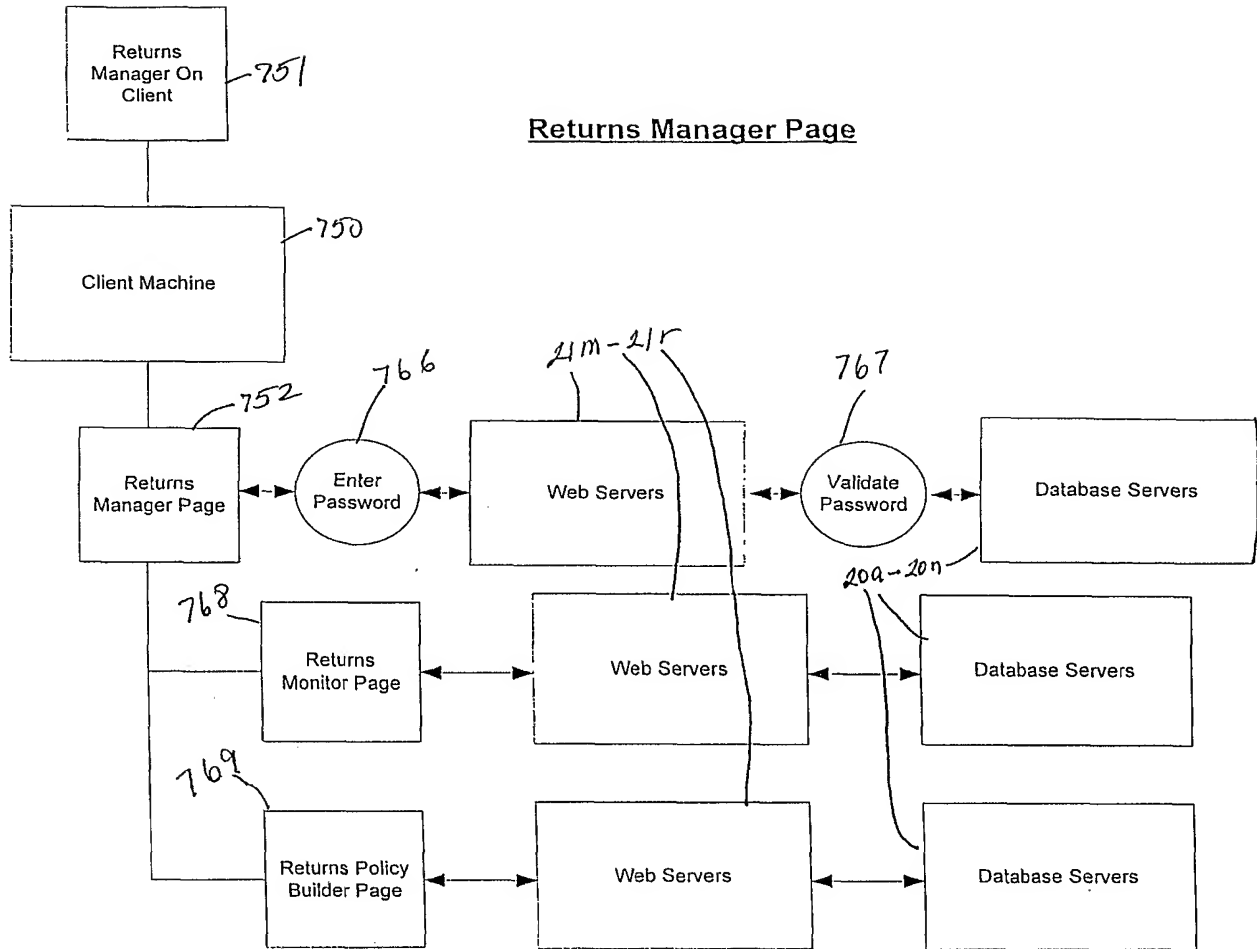 Returns
Manager On
Client
751
Returns Manager Page
750
Client Machine
21m-21r
766
767
752
Returns
Manager Page
Enter
Password
Web Servers
Validate
Password
Database Servers
20a-20n
768
Returns
Monitor Page
Web Servers
Database Servers
769
Returns Policy
Builder Page
Web Servers
Database Servers